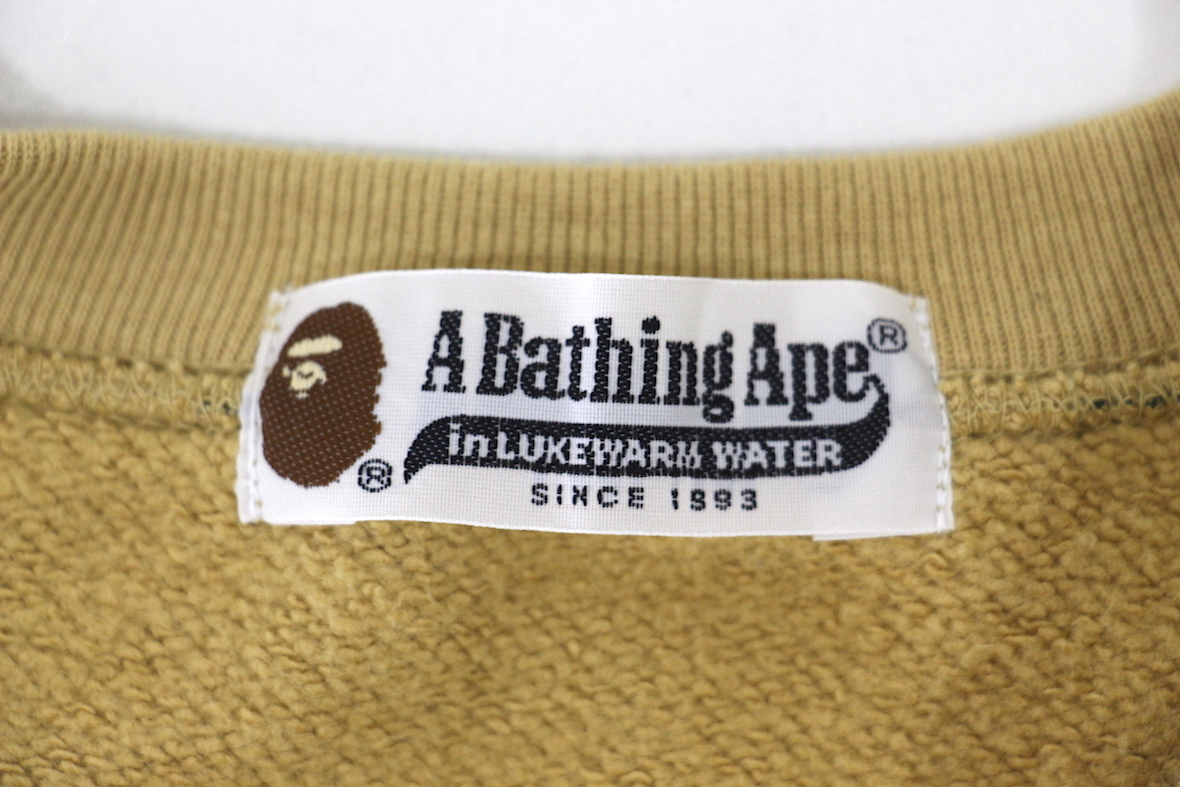 A Bathing Ape®
in LUKEWARM WATER
SINCE 1993
®